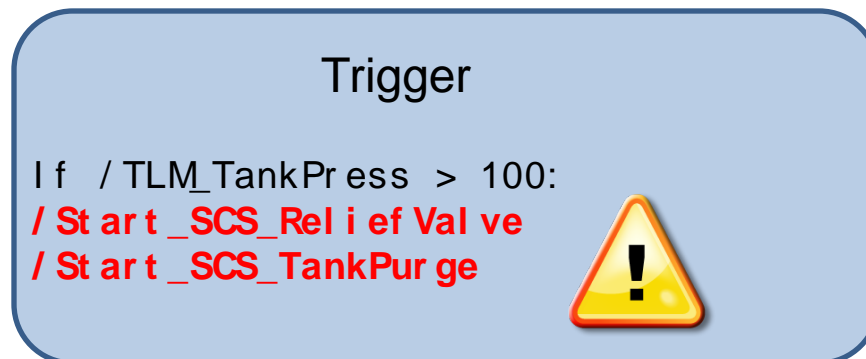 Trigger
If /TLM_TankPress > 100:
/Start_SCS_ReliefValve
/Start_SCS_TankPurge
!